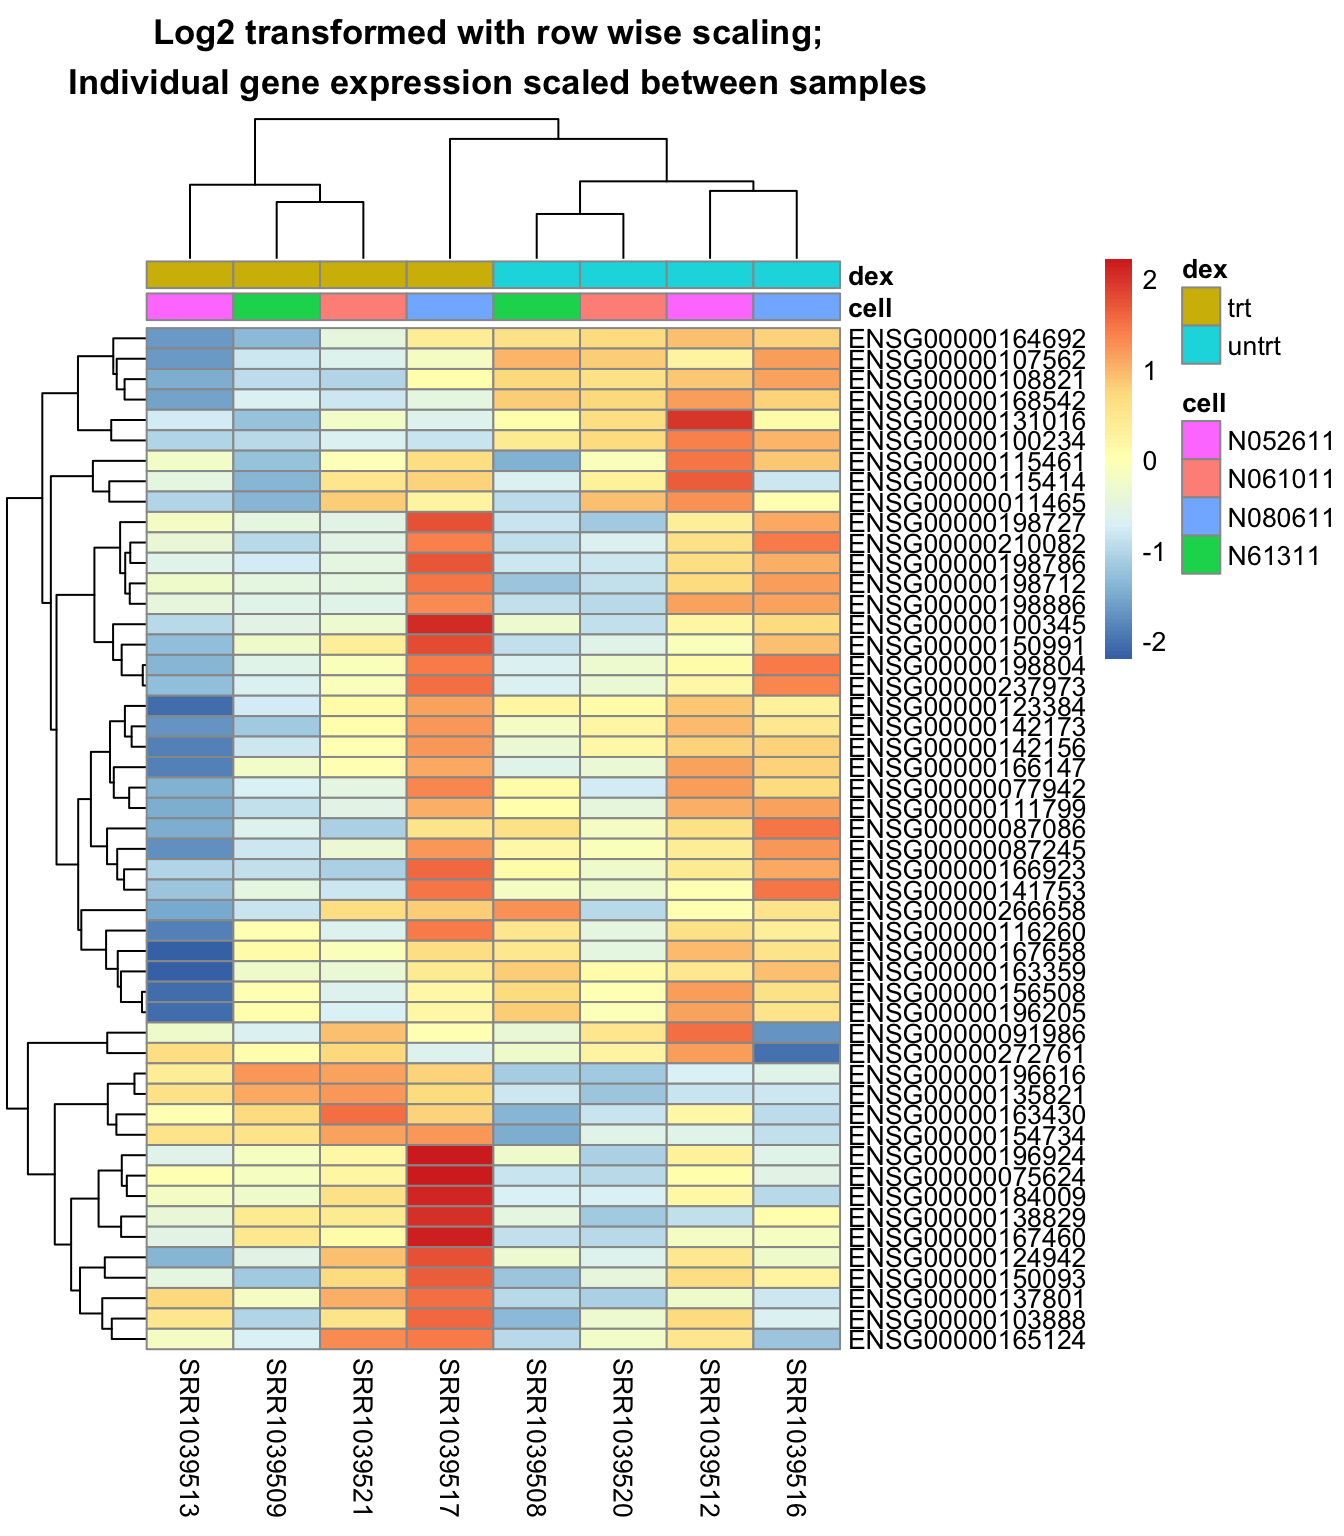 Log2 transformed with row wise scaling;
Individual gene expression scaled between samples
dex
cell
ENSG00000164692
ENSG00000107562
ENSG00000108821
ENSG00000168542
ENSG00000131016
ENSG00000100234
ENSG00000115461
ENSG00000115414
ENSG00000011465
ENSG00000198727
ENSG00000210082
ENSG00000198786
ENSG00000198712
ENSG00000198886
ENSG00000100345
ENSG00000150991
ENSG00000198804
ENSG00000237973
ENSG00000123384
ENSG00000142173
ENSG00000142156
ENSG00000166147
ENSG00000077942
ENSG00000111799
ENSG00000087086
ENSG00000087245
ENSG00000166923
ENSG00000141753
ENSG00000266658
ENSG00000116260
ENSG00000167658
ENSG00000163359
ENSG00000156508
ENSG00000196205
ENSG00000091986
ENSG00000272761
ENSG00000196616
ENSG00000135821
ENSG00000163430
ENSG00000154734
ENSG00000196924
ENSG00000075624
ENSG00000184009
ENSG00000138829
ENSG00000167460
ENSG00000124942
ENSG00000150093
ENSG00000137801
ENSG00000103888
ENSG00000165124
SRR1039513
SRR1039509
SRR1039521
SRR1039517
SRR1039508
SRR1039520
SRR1039512
SRR1039516
2
1
0
-1
-2
dex
trt
untrt
cell
N052611
N061011
N080611
N61311